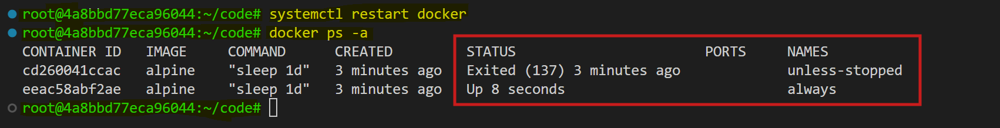 root@4a8bbd77eca96044:~/code# systemctl restart docker
root@4a8bbd77eca96044:~/code# docker ps -a
CONTAINER ID   IMAGE     COMMAND      CREATED         STATUS                       PORTS     NAMES
cd260041ccac   alpine    "sleep 1d"   3 minutes ago   Exited (137) 3 minutes ago             unless-stopped
eeac58abf2ae   alpine    "sleep 1d"   3 minutes ago   Up 8 seconds                           always
root@4a8bbd77eca96044:~/code#